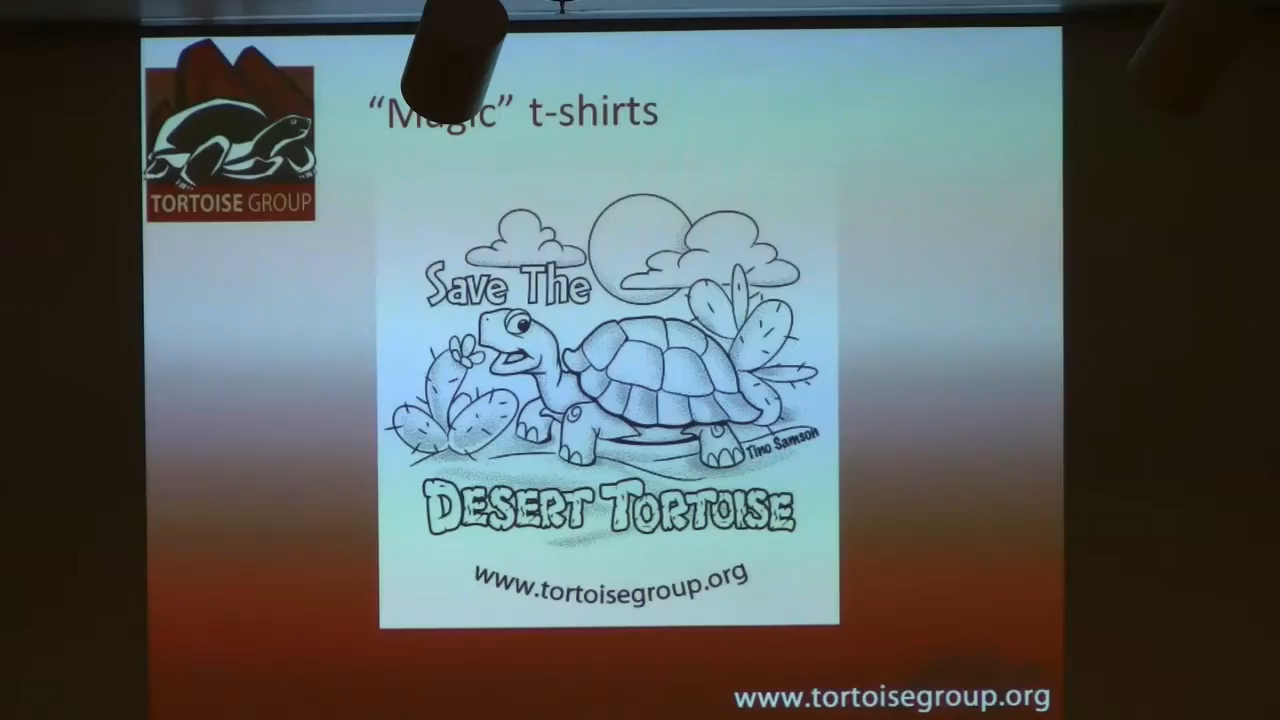 "Magic" t-shirts
TORTOISE GROUP
Save The
Tino Samson
DESERT TORTOISE
www.tortoisegroup.org
www.tortoisegroup.org